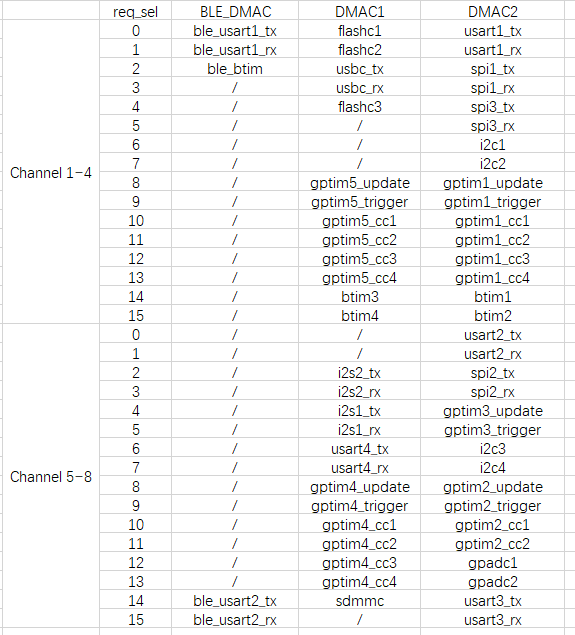 req_sel BLE_DMAC DMAC1 DMAC2
0 ble_usart1_tx flashc1 usart1_tx
1 ble_usart1_rx flashc2 usart1_rx
2 ble_btim usbc_tx spi1_tx
3 / usbc_rx spi1_rx
4 / flashc3 spi3_tx
5 / / spi3_rx
6 / / i2c1
Channel 1-4
7 / / i2c2
8 / gptim5_update gptim1_update
9 / gptim5_trigger gptim1_trigger
10 / gptim5_cc1 gptim1_cc1
11 / gptim5_cc2 gptim1_cc2
12 / gptim5_cc3 gptim1_cc3
13 / gptim5_cc4 gptim1_cc4
14 / btim3 btim1
15 / btim4 btim2
0 / / usart2_tx
1 / / usart2_rx
2 / i2s2_tx spi2_tx
3 / i2s2_rx spi2_rx
4 / i2s1_tx gptim3_update
5 / i2s1_rx gptim3_trigger
6 / usart4_tx i2c3
7 / usart4_rx i2c4
Channel 5-8
8 / gptim4_update gptim2_update
9 / gptim4_trigger gptim2_trigger
10 / gptim4_cc1 gptim2_cc1
11 / gptim4_cc2 gptim2_cc2
12 / gptim4_cc3 gpadc1
13 / gptim4_cc4 gpadc2
14 ble_usart2_tx sdmmc usart3_tx
15 ble_usart2_rx / usart3_rx